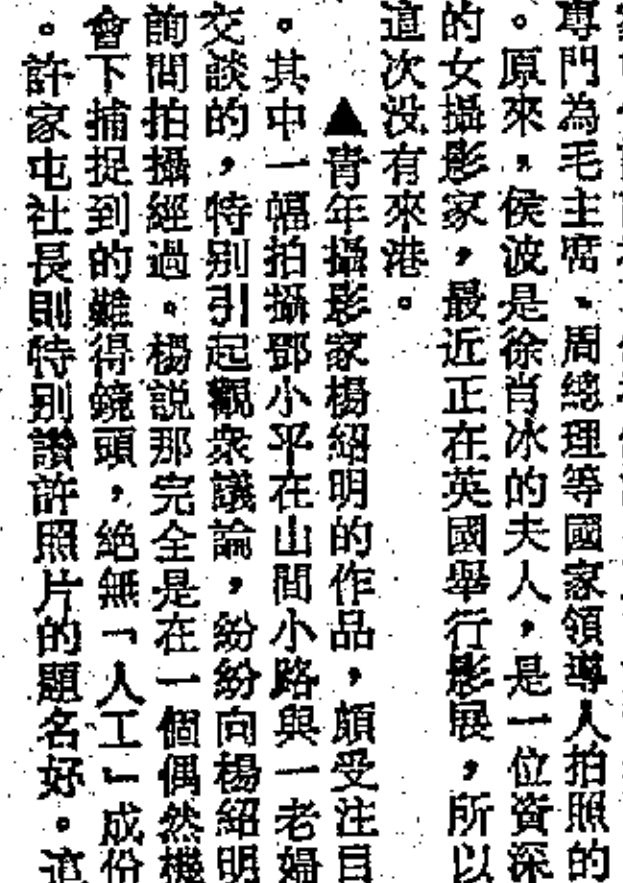 專門為毛主席、周總理等國家領導人拍照的
。原來，侯波是徐肖冰的夫人，是一位資深
的女攝影家，最近正在英國舉行影展，所以
這次沒有來港。
▲青年攝影家楊紹明的作品，頗受注目
。其中一幅拍攝鄧小平在山間小路與一老婦
交談的，特別引起觀衆議論，紛紛向楊紹明
詢問拍攝經過。楊説那完全是在一個偶然機
會下捕捉到的難得鏡頭，絕無「人工」成份
。許家屯社長則特別讚許照片的題名好。這